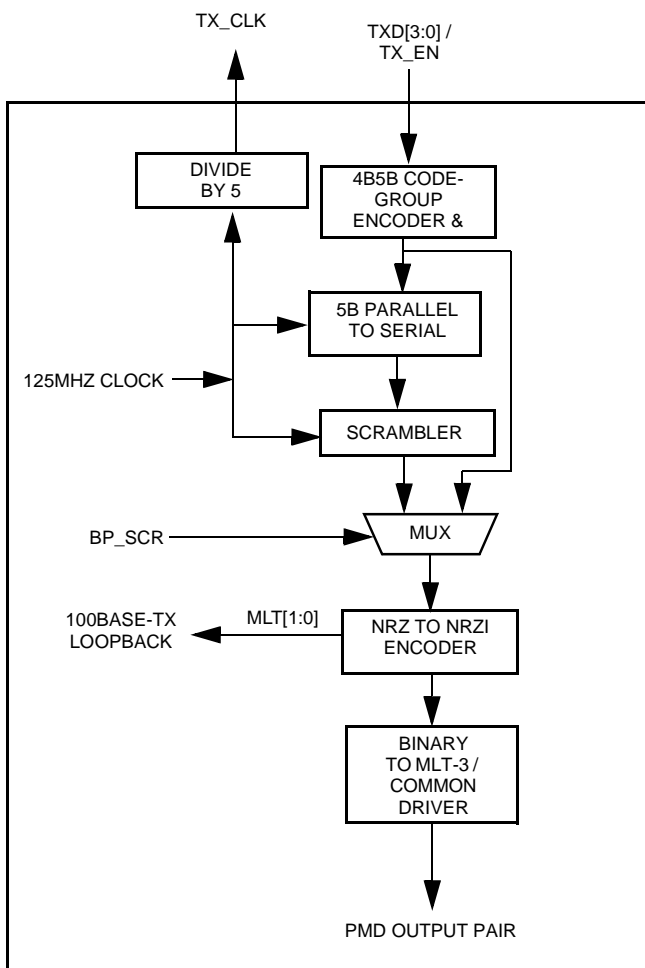 TX_CLK
TXD[3:0] /
TX_EN
DIVIDE
BY 5
4B5B CODE-
GROUP
ENCODER &
5B PARALLEL
TO SERIAL
125MHZ CLOCK
SCRAMBLER
BP_SCR
MUX
100BASE-TX
LOOPBACK
MLT[1:0]
NRZ TO NRZI
ENCODER
BINARY
TO MLT-3 /
COMMON
DRIVER
PMD OUTPUT PAIR